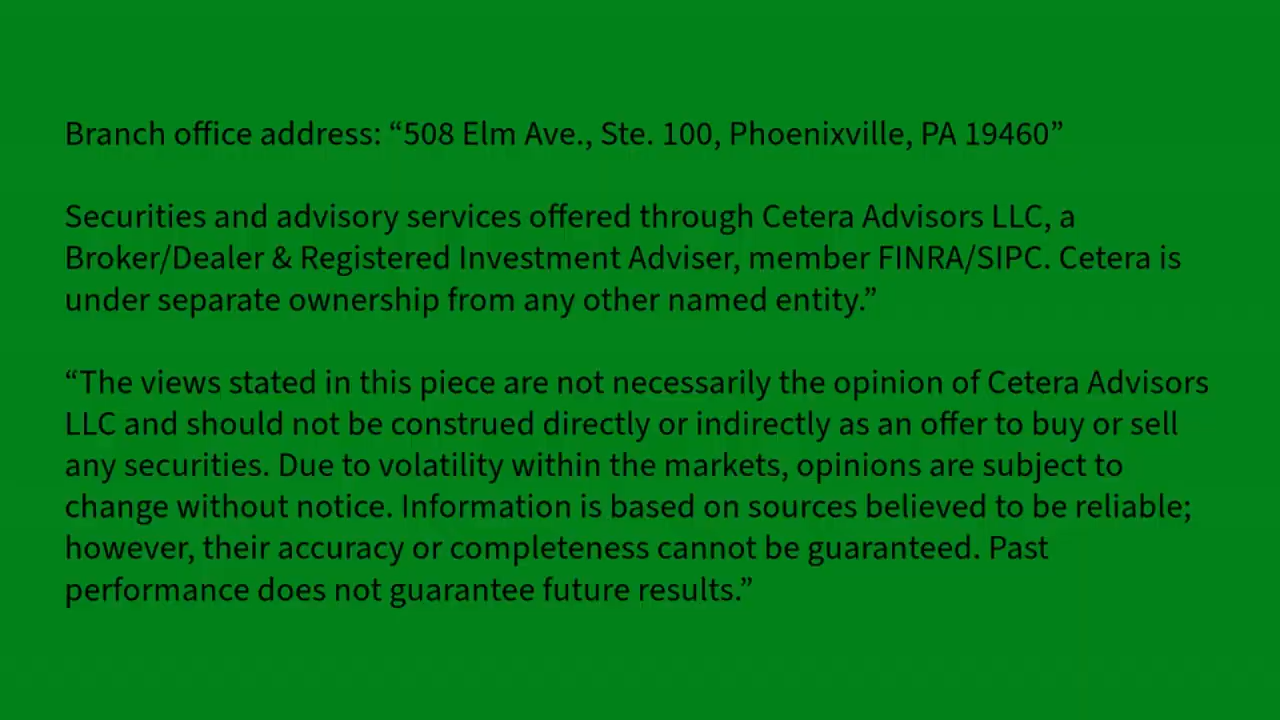 Branch office address: “508 Elm Ave., Ste. 100, Phoenixville, PA 19460”
Securities and advisory services offered through Cetera Advisors LLC, a
Broker/Dealer & Registered Investment Adviser, member FINRA/SIPC. Cetera is
under separate ownership from any other named entity.”
“The views stated in this piece are not necessarily the opinion of Cetera Advisors
LLC and should not be construed directly or indirectly as an offer to buy or sell
any securities. Due to volatility within the markets, opinions are subject to
change without notice. Information is based on sources believed to be reliable;
however, their accuracy or completeness cannot be guaranteed. Past
performance does not guarantee future results.”